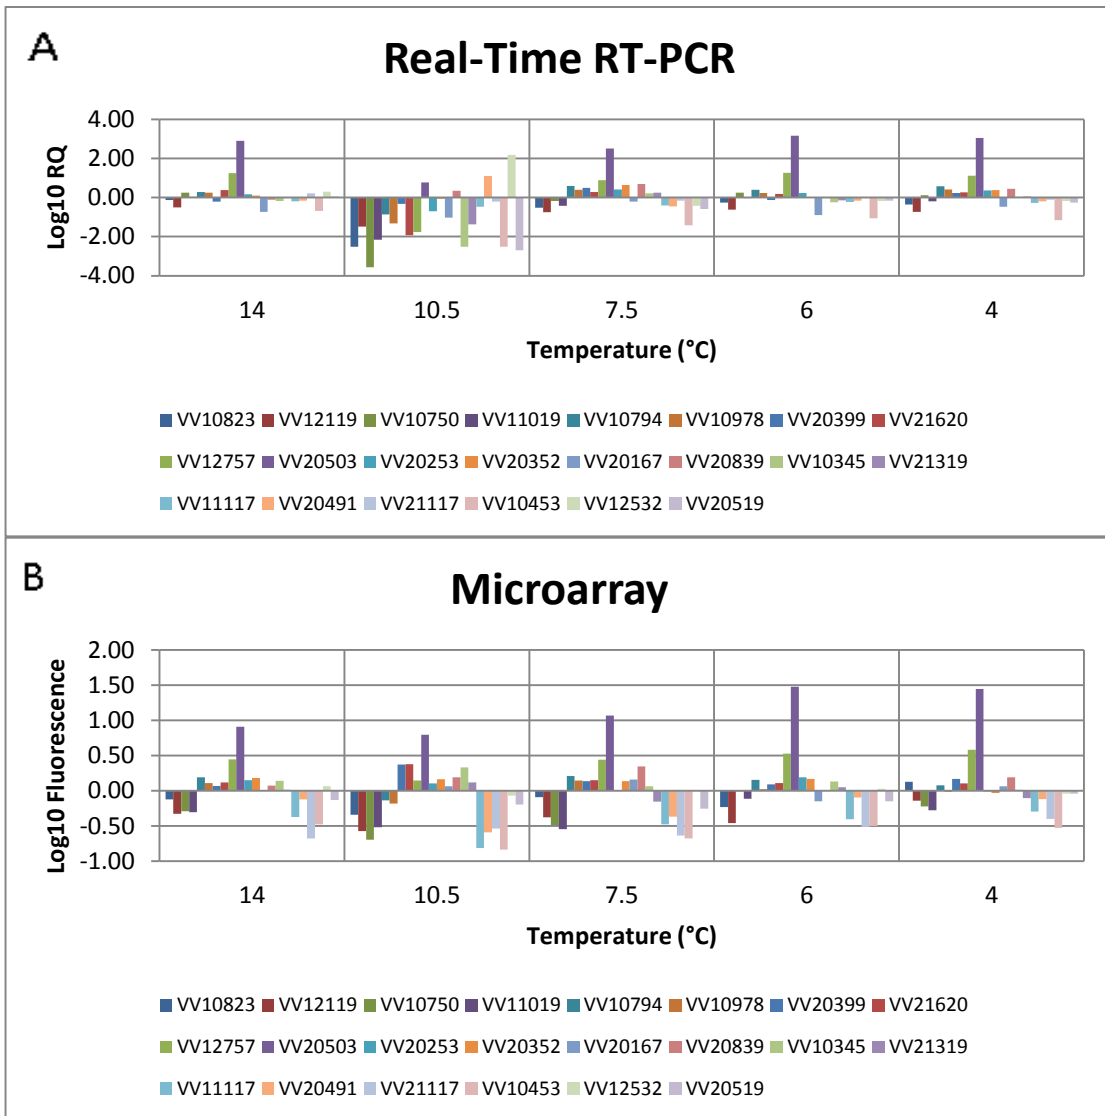 A
Real-Time RT-PCR
4.00
2.00
0.00
-2.00
-4.00
Log10 RQ
14 10.5 7.5 6 4
Temperature (°C)
VV10823 VV12119 VV10750 VV11019 VV10794 VV10978 VV20399 VV21620
VV12757 VV20503 VV20253 VV20352 VV20167 VV20839 VV10345 VV21319
VV11117 VV20491 VV21117 VV10453 VV12532 VV20519
B
Microarray
2.00
1.50
1.00
0.50
0.00
-0.50
-1.00
Log10 Fluorescence
14 10.5 7.5 6 4
Temperature (°C)
VV10823 VV12119 VV10750 VV11019 VV10794 VV10978 VV20399 VV21620
VV12757 VV20503 VV20253 VV20352 VV20167 VV20839 VV10345 VV21319
VV11117 VV20491 VV21117 VV10453 VV12532 VV20519